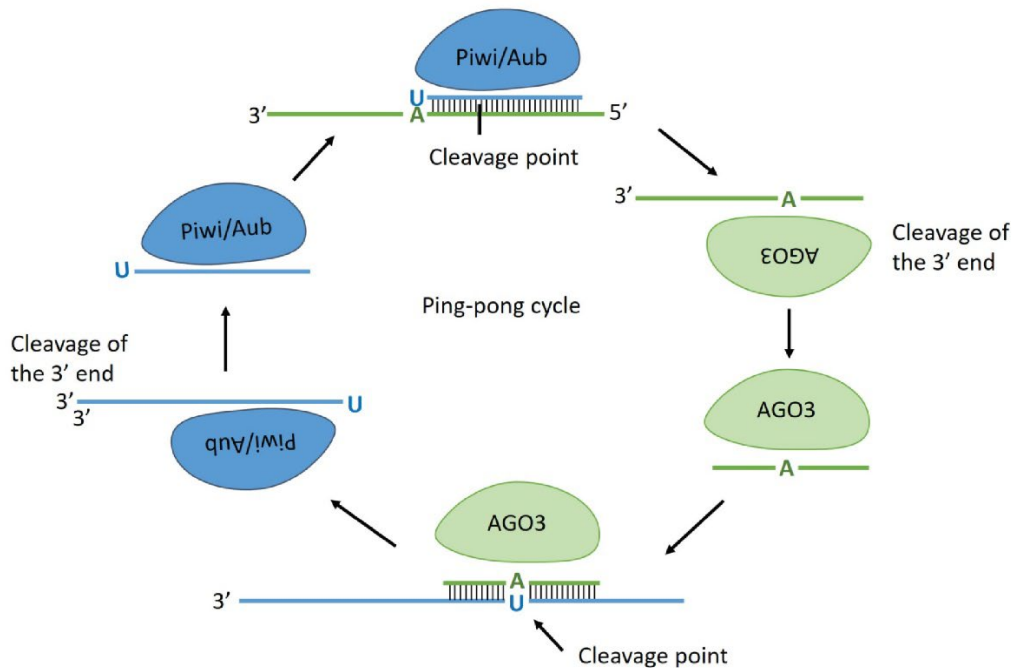 Piwi/Aub
U
3’
A
5’
Cleavage point
3’
A
AGO3
Cleavage of
the 3’ end
Piwi/Aub
U
Ping-pong cycle
Cleavage of
the 3’ end
3’
U
3’
Piwi/Aub
AGO3
A
AGO3
A
3’
U
Cleavage point